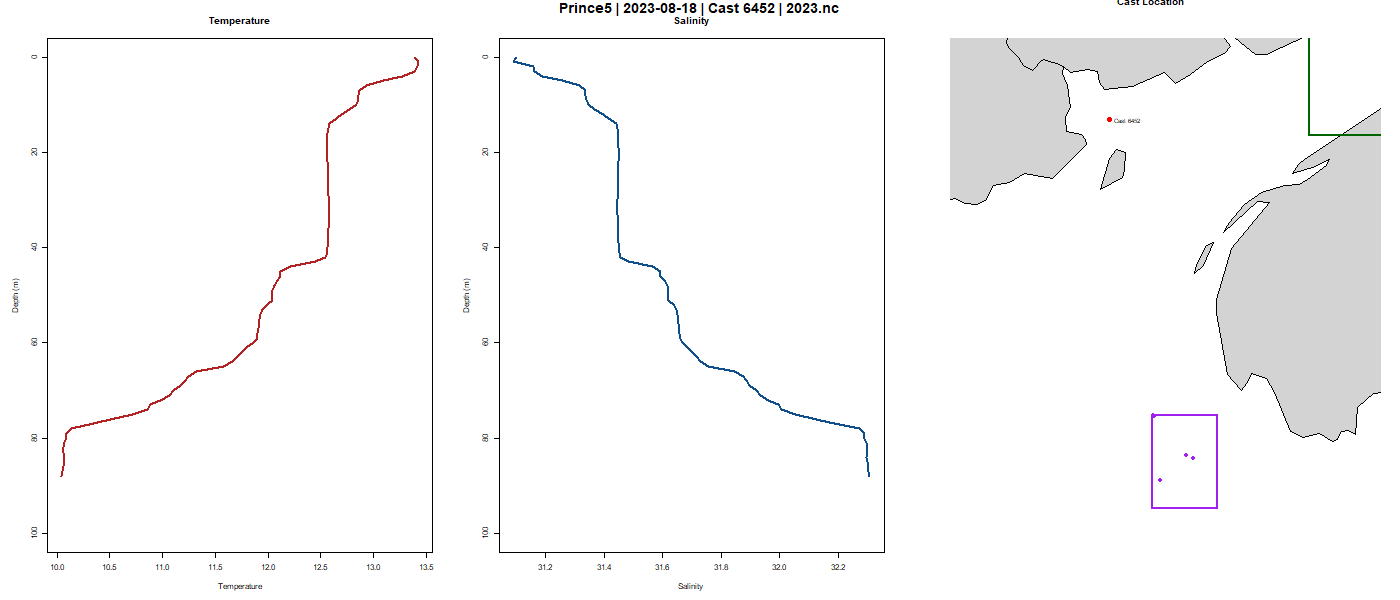 Prince5 | 2023-08-18 | Cast 6452 | 2023.nc
Temperature
Salinity
Cast Location
0
20
40
60
80
100
Depth (m)
10.0 10.5 11.0 11.5 12.0 12.5 13.0 13.5
Temperature
0
20
40
60
80
100
Depth (m)
31.2 31.4 31.6 31.8 32.0 32.2
Salinity
Cast 6452